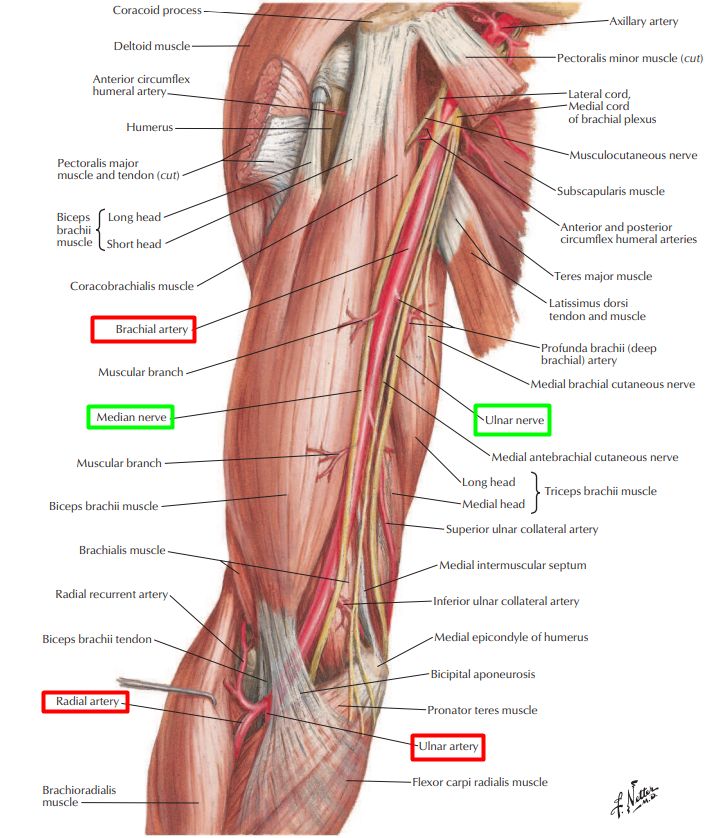 Coracoid process
Deltoid muscle
Anterior circumflex
humeral artery
Humerus
Pectoralis major
muscle and tendon (cut)
Biceps
brachii
muscle
Long head
Short head
Coracobrachialis muscle
Brachial artery
Muscular branch
Median nerve
Muscular branch
Biceps brachii muscle
Brachialis muscle
Radial recurrent artery
Biceps brachii tendon
Radial artery
Brachioradialis
muscle
Axillary artery
Pectoralis minor muscle (cut)
Lateral cord,
Medial cord
of brachial plexus
Musculocutaneous nerve
Subscapularis muscle
Anterior and posterior
circumflex humeral arteries
Teres major muscle
Latissimus dorsi
tendon and muscle
Profunda brachii (deep
brachial) artery
Medial brachial cutaneous nerve
Ulnar nerve
Medial antebrachial cutaneous nerve
Long head
Medial head
Triceps brachii muscle
Superior ulnar collateral artery
Medial intermuscular septum
Inferior ulnar collateral artery
Medial epicondyle of humerus
Bicipital aponeurosis
Pronator teres muscle
Ulnar artery
Flexor carpi radialis muscle
F. Netter
M.D.